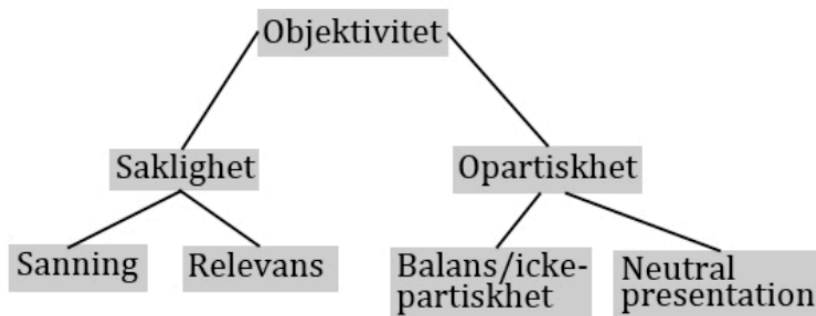 Objektivitet
Saklighet
Opartiskhet
Sanning
Relevans
Balans/icke-
partiskhet
Neutral
presentation